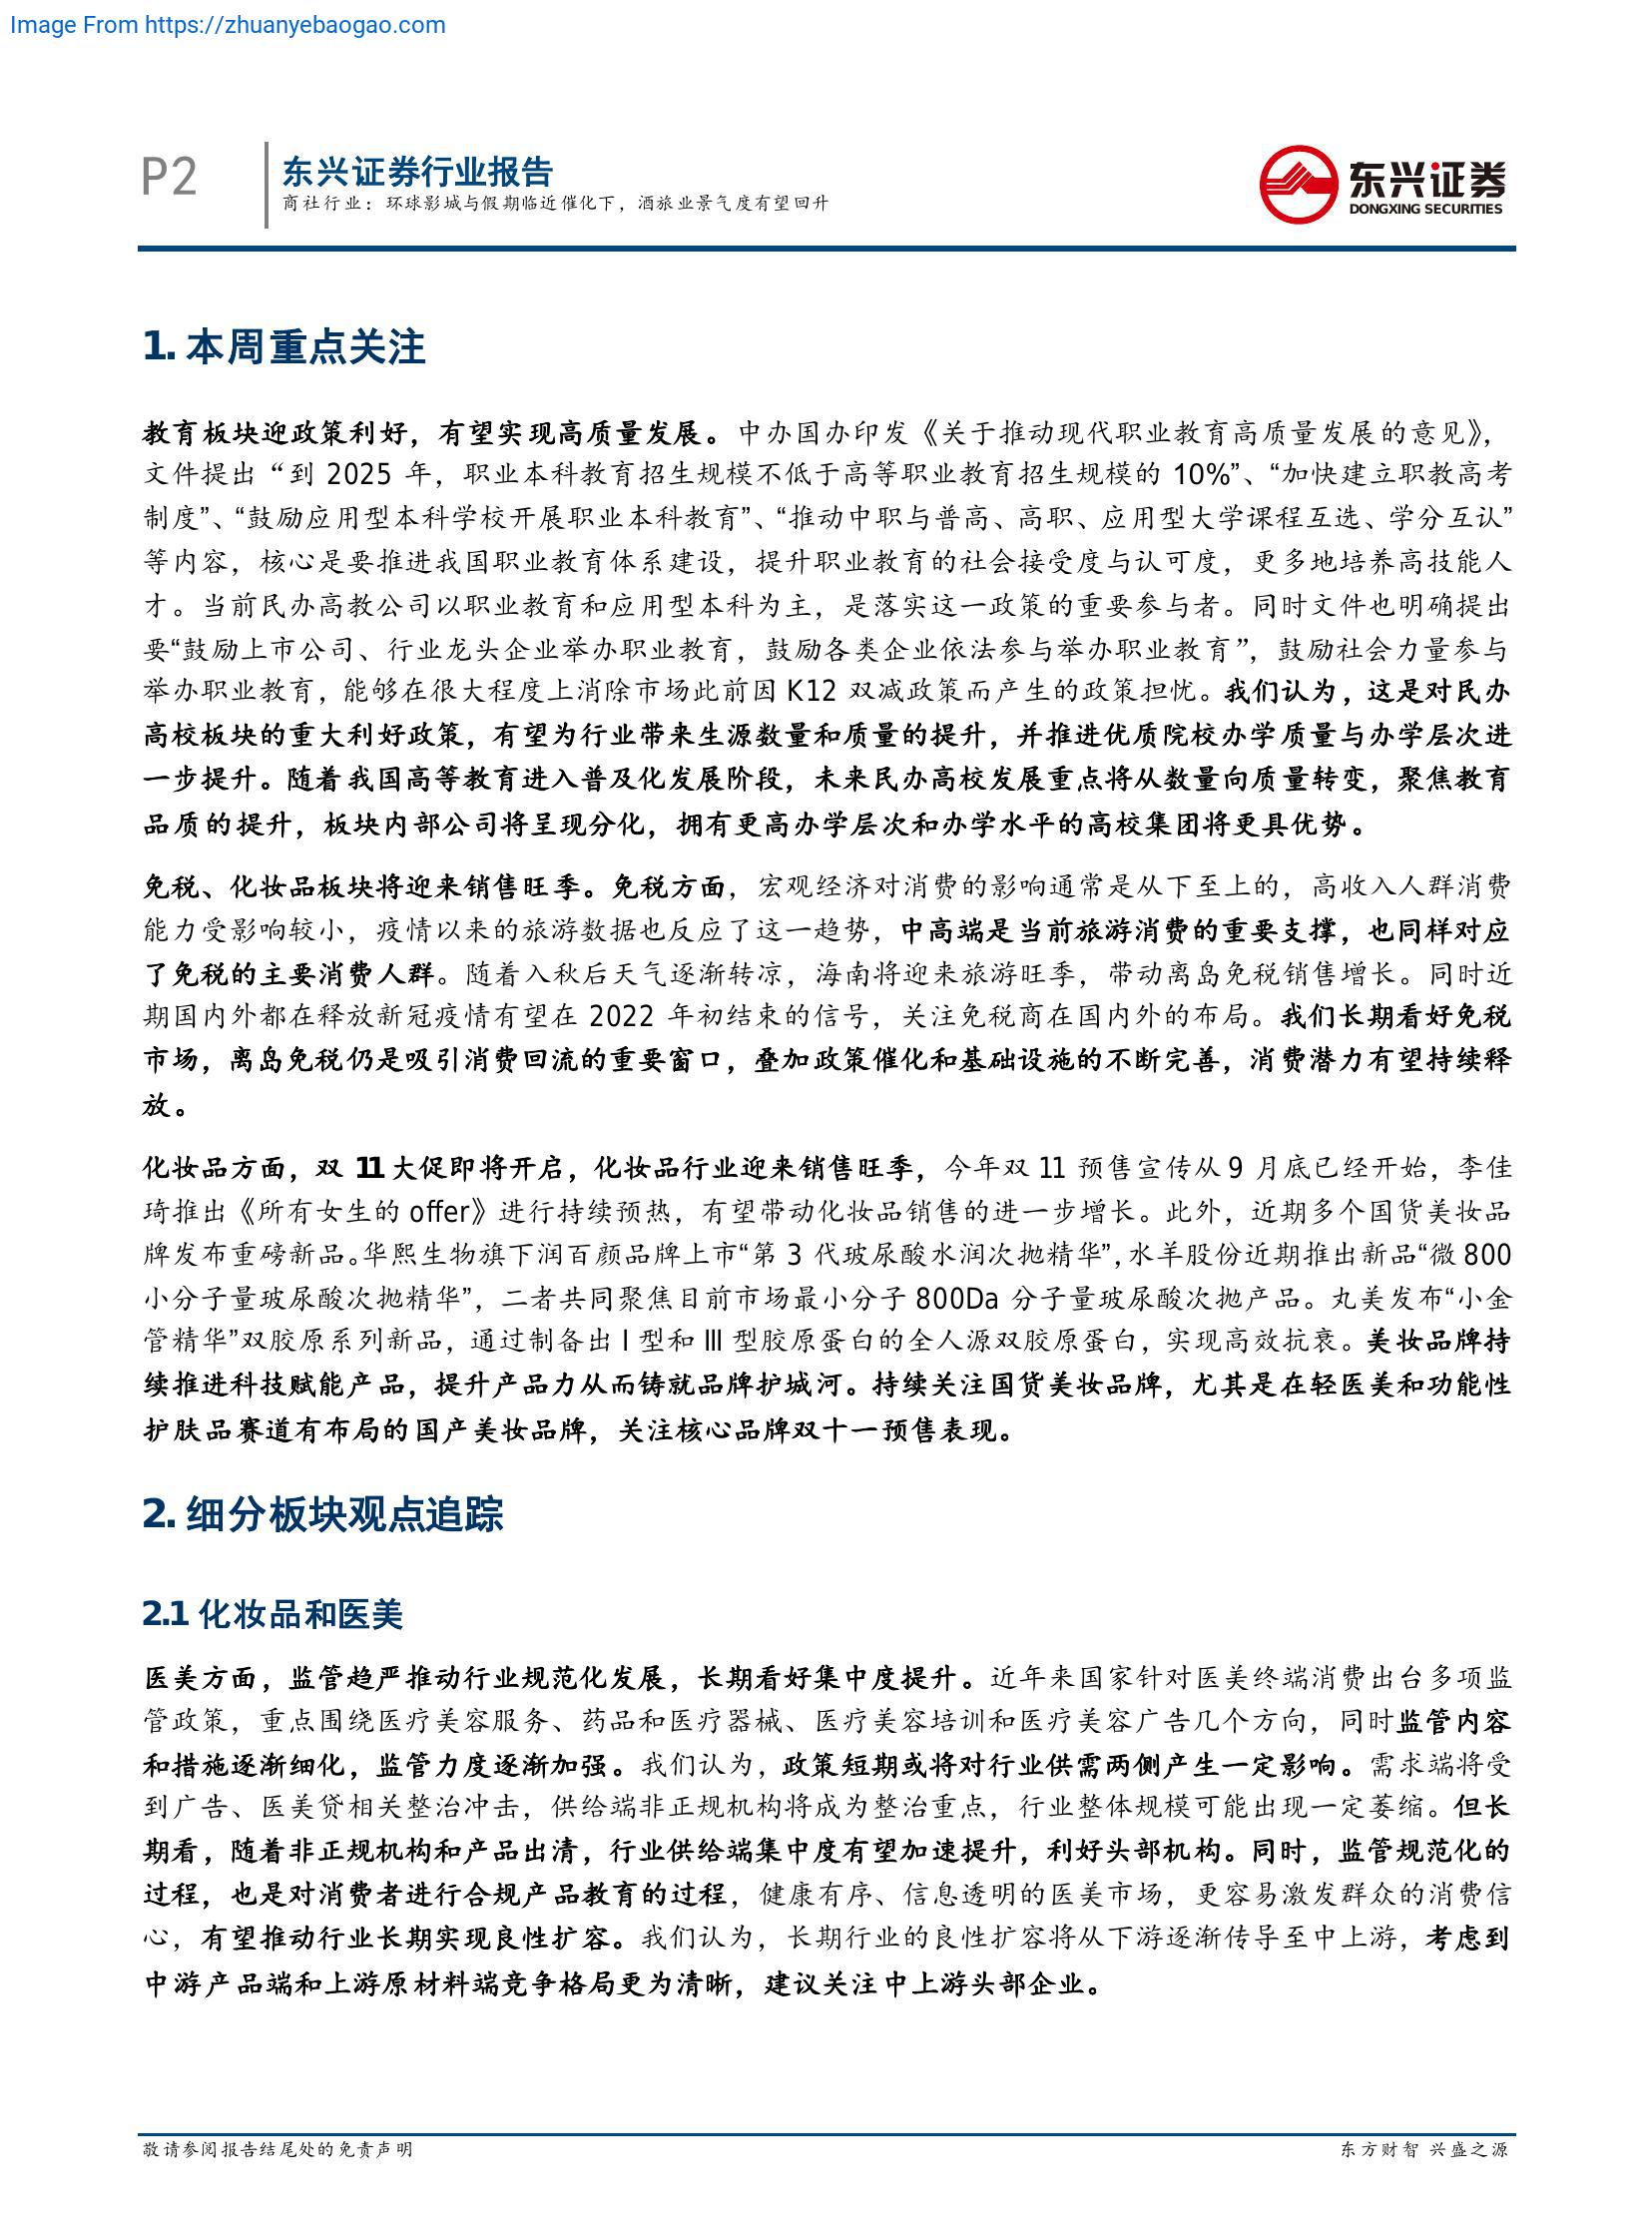 Image From https://zhuanyebaogao.com
P2
东兴证券行业报告
商社行业：环球影城与假期临近催化下，酒旅业景气度有望回升
东兴证券
DONGXING SECURITIES
1. 本周重点关注
教育板块迎政策利好，有望实现高质量发展。中办国办印发《关于推动现代职业教育高质量发展的意见》，
文件提出“到 2025 年，职业本科教育招生规模不低于高等职业教育招生规模的 10%”、“加快建立职教高考
制度”、“鼓励应用型本科学校开展职业本科教育”、“推动中职与普高、高职、应用型大学课程互选、学分互认”
等内容，核心是要推进我国职业教育体系建设，提升职业教育的社会接受度与认可度，更多地培养高技能人
才。当前民办高教公司以职业教育和应用型本科为主，是落实这一政策的重要参与者。同时文件也明确提出
要“鼓励上市公司、行业龙头企业举办职业教育，鼓励各类企业依法参与举办职业教育”，鼓励社会力量参与
举办职业教育，能够在很大程度上消除市场此前因 K12 双减政策而产生的政策担忧。我们认为，这是对民办
高校板块的重大利好政策，有望为行业带来生源数量和质量的提升，并推进优质院校办学质量与办学层次进
一步提升。随着我国高等教育进入普及化发展阶段，未来民办高校发展重点将从数量向质量转变，聚焦教育
品质的提升，板块内部公司将呈现分化，拥有更高办学层次和办学水平的高校集团将更具优势。
免税、化妆品板块将迎来销售旺季。免税方面，宏观经济对消费的影响通常是从下至上的，高收入人群消费
能力受影响较小，疫情以来的旅游数据也反应了这一趋势，中高端是当前旅游消费的重要支撑，也同样对应
了免税的主要消费人群。随着入秋后天气逐渐转凉，海南将迎来旅游旺季，带动离岛免税销售增长。同时近
期国内外都在释放新冠疫情有望在 2022 年初结束的信号，关注免税商在国内外的布局。我们长期看好免税
市场，离岛免税仍是吸引消费回流的重要窗口，叠加政策催化和基础设施的不断完善，消费潜力有望持续释
放。
化妆品方面，双 11 大促即将开启，化妆品行业迎来销售旺季，今年双 11 预售宣传从 9 月底已经开始，李佳
琦推出《所有女生的 offer》进行持续预热，有望带动化妆品销售的进一步增长。此外，近期多个国货美妆品
牌发布重磅新品。华熙生物旗下润百颜品牌上市“第 3 代玻尿酸水润次抛精华”，水羊股份近期推出新品“微 800
小分子量玻尿酸次抛精华”，二者共同聚焦目前市场最小分子 800Da 分子量玻尿酸次抛产品。丸美发布“小金
管精华”双胶原系列新品，通过制备出 I 型和 III 型胶原蛋白的全人源双胶原蛋白，实现高效抗衰。美妆品牌持
续推进科技赋能产品，提升产品力从而铸就品牌护城河。持续关注国货美妆品牌，尤其是在轻医美和功能性
护肤品赛道有布局的国产美妆品牌，关注核心品牌双十一预售表现。
2. 细分板块观点追踪
2.1 化妆品和医美
医美方面，监管趋严推动行业规范化发展，长期看好集中度提升。近年来国家针对医美终端消费出台多项监
管政策，重点围绕医疗美容服务、药品和医疗器械、医疗美容培训和医疗美容广告几个方向，同时监管内容
和措施逐渐细化，监管力度逐渐加强。我们认为，政策短期或将对行业供需两侧产生一定影响。需求端将受
到广告、医美贷相关整治冲击，供给端非正规机构将成为整治重点，行业整体规模可能出现一定萎缩。但长
期看，随着非正规机构和产品出清，行业供给端集中度有望加速提升，利好头部机构。同时，监管规范化的
过程，也是对消费者进行合规产品教育的过程，健康有序、信息透明的医美市场，更容易激发群众的消费信
心，有望推动行业长期实现良性扩容。我们认为，长期行业的良性扩容将从下游逐渐传导至中上游，考虑到
中游产品端和上游原材料端竞争格局更为清晰，建议关注中上游头部企业。
敬请参阅报告结尾处的免责声明
东方财智 兴盛之源